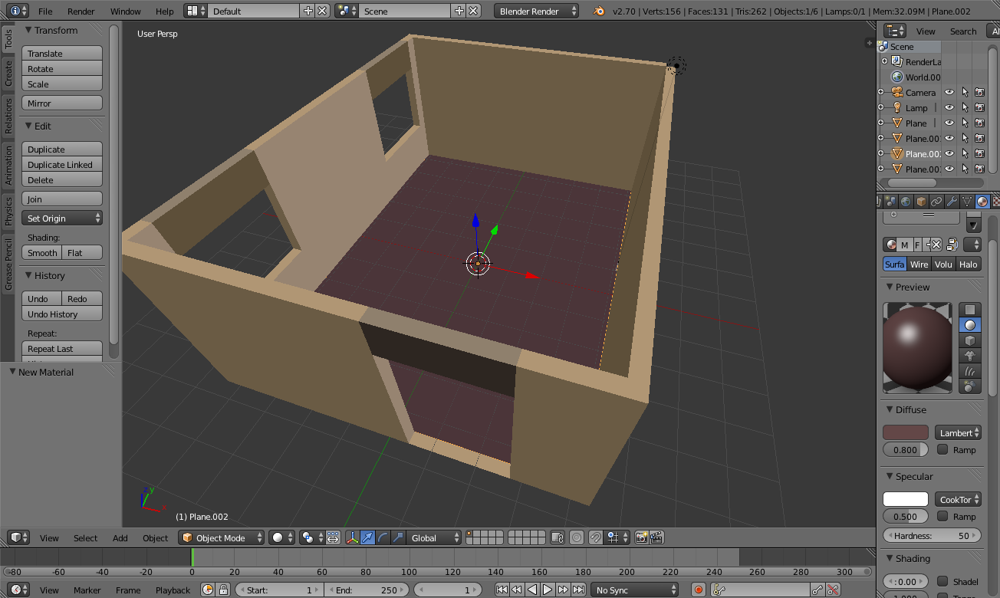 File Render Window Help Default Scene Blender Render v2.70 | Verts:156 | Faces:131 | Tris:262 | Objects:1/6 | Lamps:0/1 | Mem:32.09M | Plane.002
Tools
Create
Relations
Animation
Physics
Grease Pencil
Transform
Translate
Rotate
Scale
Mirror
Edit
Duplicate
Duplicate Linked
Delete
Join
Set Origin
Shading:
Smooth Flat
History
Undo Redo
Undo History
Repeat:
Repeat Last
New Material
User Persp
z y
x
(1) Plane.002
View Search Al
Scene
RenderLa
World.00
Camera
Lamp
Plane
Plane.00
Plane.00
Plane.00
M F
Surfa Wire Volu Halo
Preview
Diffuse
Lambert
0.800 Ramp
Specular
CookTor
0.500 Ramp
Hardness: 50
Shading
0.00 Shadel
View Select Add Object Object Mode Global
-80 -60 -40 -20 0 20 40 60 80 100 120 140 160 180 200 220 240 260 280 300
View Marker Frame Playback Start: 1 End: 250 1 No Sync